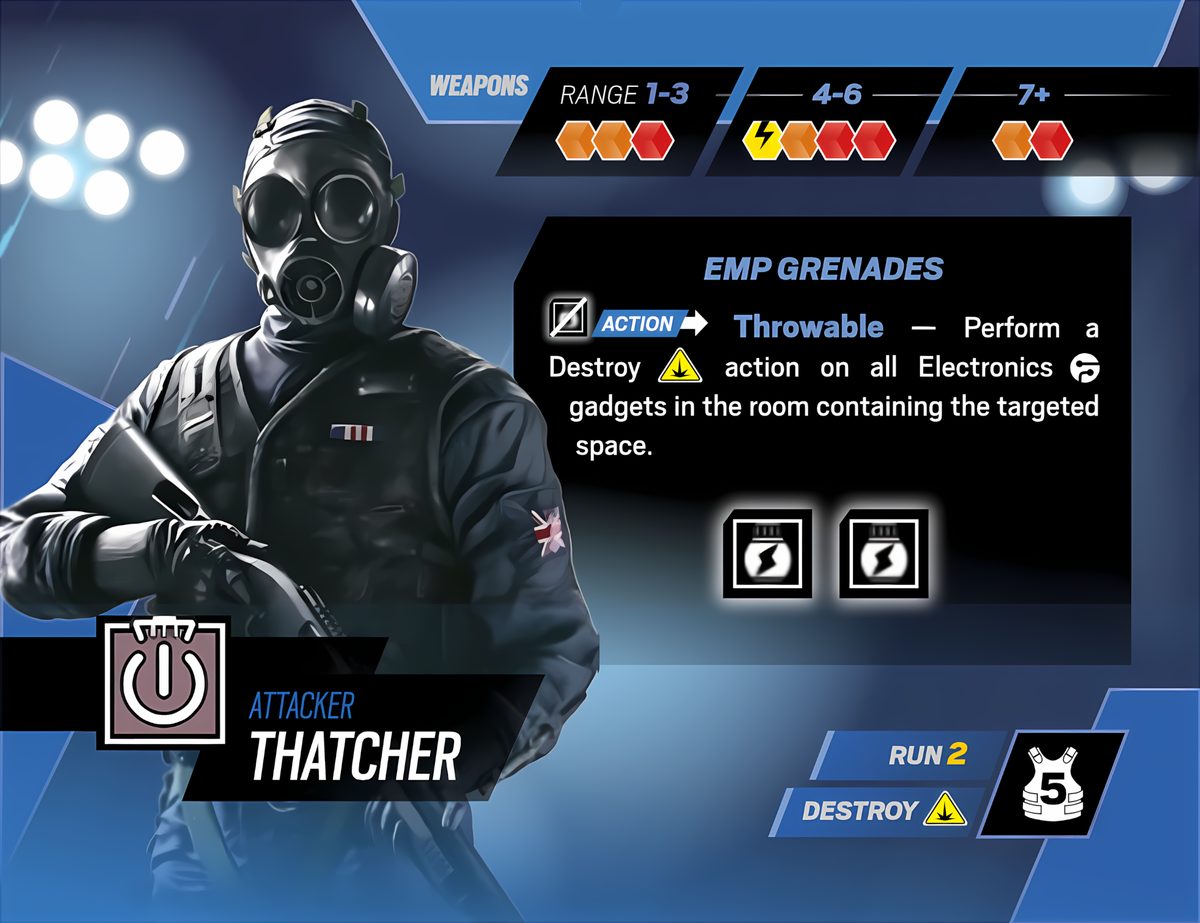 WEAPONS
RANGE 1-3
4-6
7+
EMP GRENADES
ACTION Throwable — Perform a
Destroy action on all Electronics
gadgets in the room containing the targeted
space.
ATTACKER
THATCHER
RUN 2
DESTROY
5